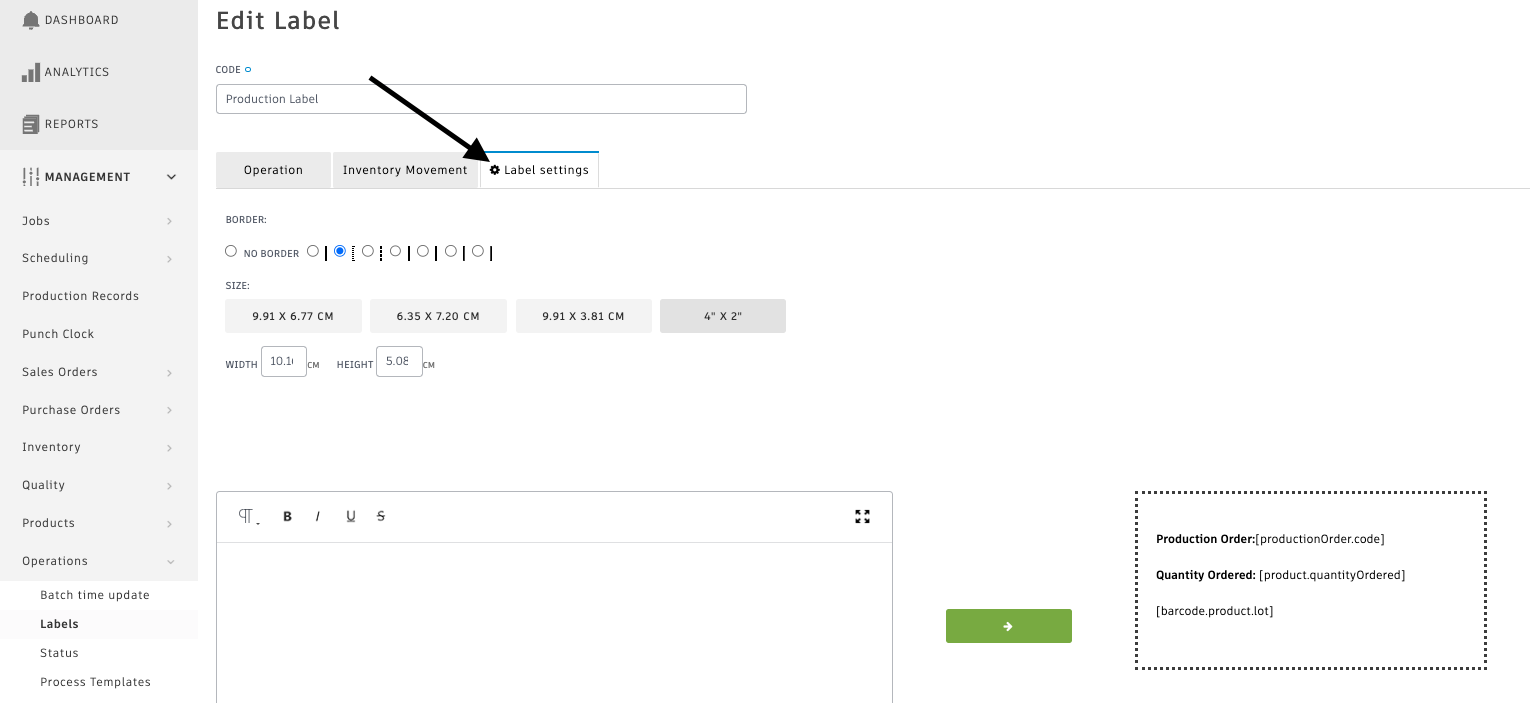 DASHBOARD
ANALYTICS
REPORTS
MANAGEMENT
Jobs
Scheduling
Production Records
Punch Clock
Sales Orders
Purchase Orders
Inventory
Quality
Products
Operations
Batch time update
Labels
Status
Process Templates
Edit Label
CODE
Production Label
Operation Inventory Movement Label settings
BORDER:
NO BORDER
SIZE:
9.91 X 6.77 CM 6.35 X 7.20 CM 9.91 X 3.81 CM 4" X 2"
WIDTH 10.16 CM HEIGHT 5.08 CM
B I U S
Production Order:[productionOrder.code]
Quantity Ordered: [product.quantityOrdered]
[barcode.product.lot]